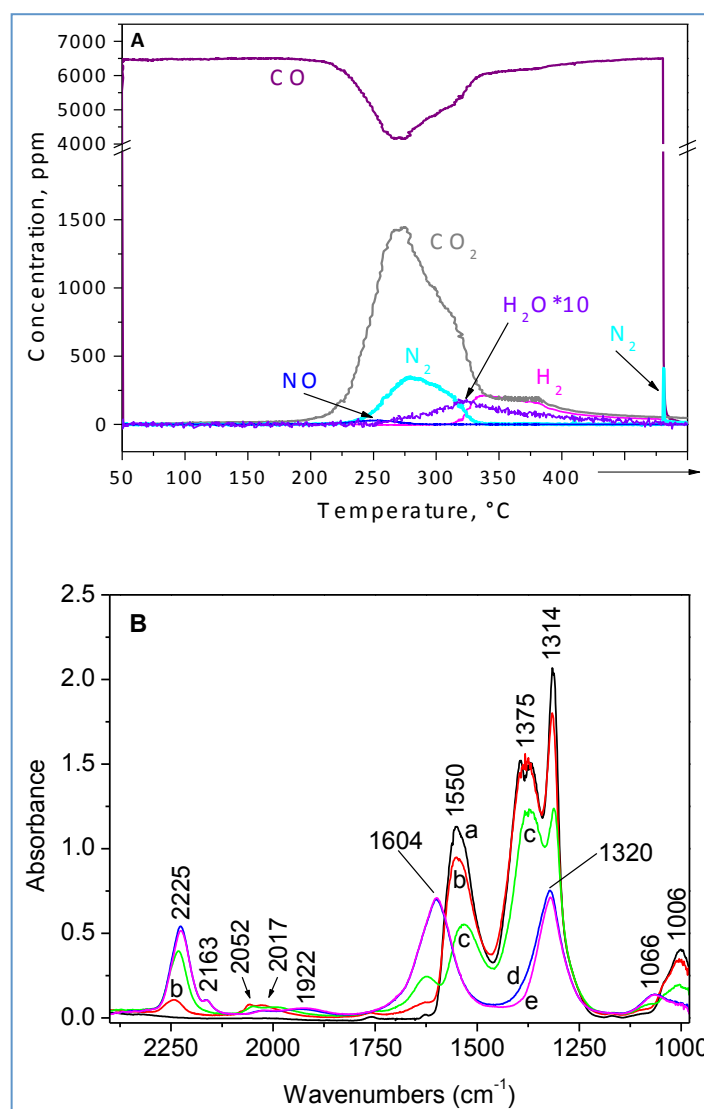 A
7000
6000
5000
4000
1500
1000
500
0
Concentration, ppm
CO
CO₂
H₂O *10
N₂
N₂
NO
H₂
50 100 150 200 250 300 350 400
Temperature, °C
B
2.5
2.0
1.5
1.0
0.5
0.0
Absorbance
1314
1375
1550
a
1604
b
c
c
1320
2225
2163
2052
2017
1922
b
d
e
1066
1006
2250 2000 1750 1500 1250 1000
Wavenumbers (cm⁻¹)